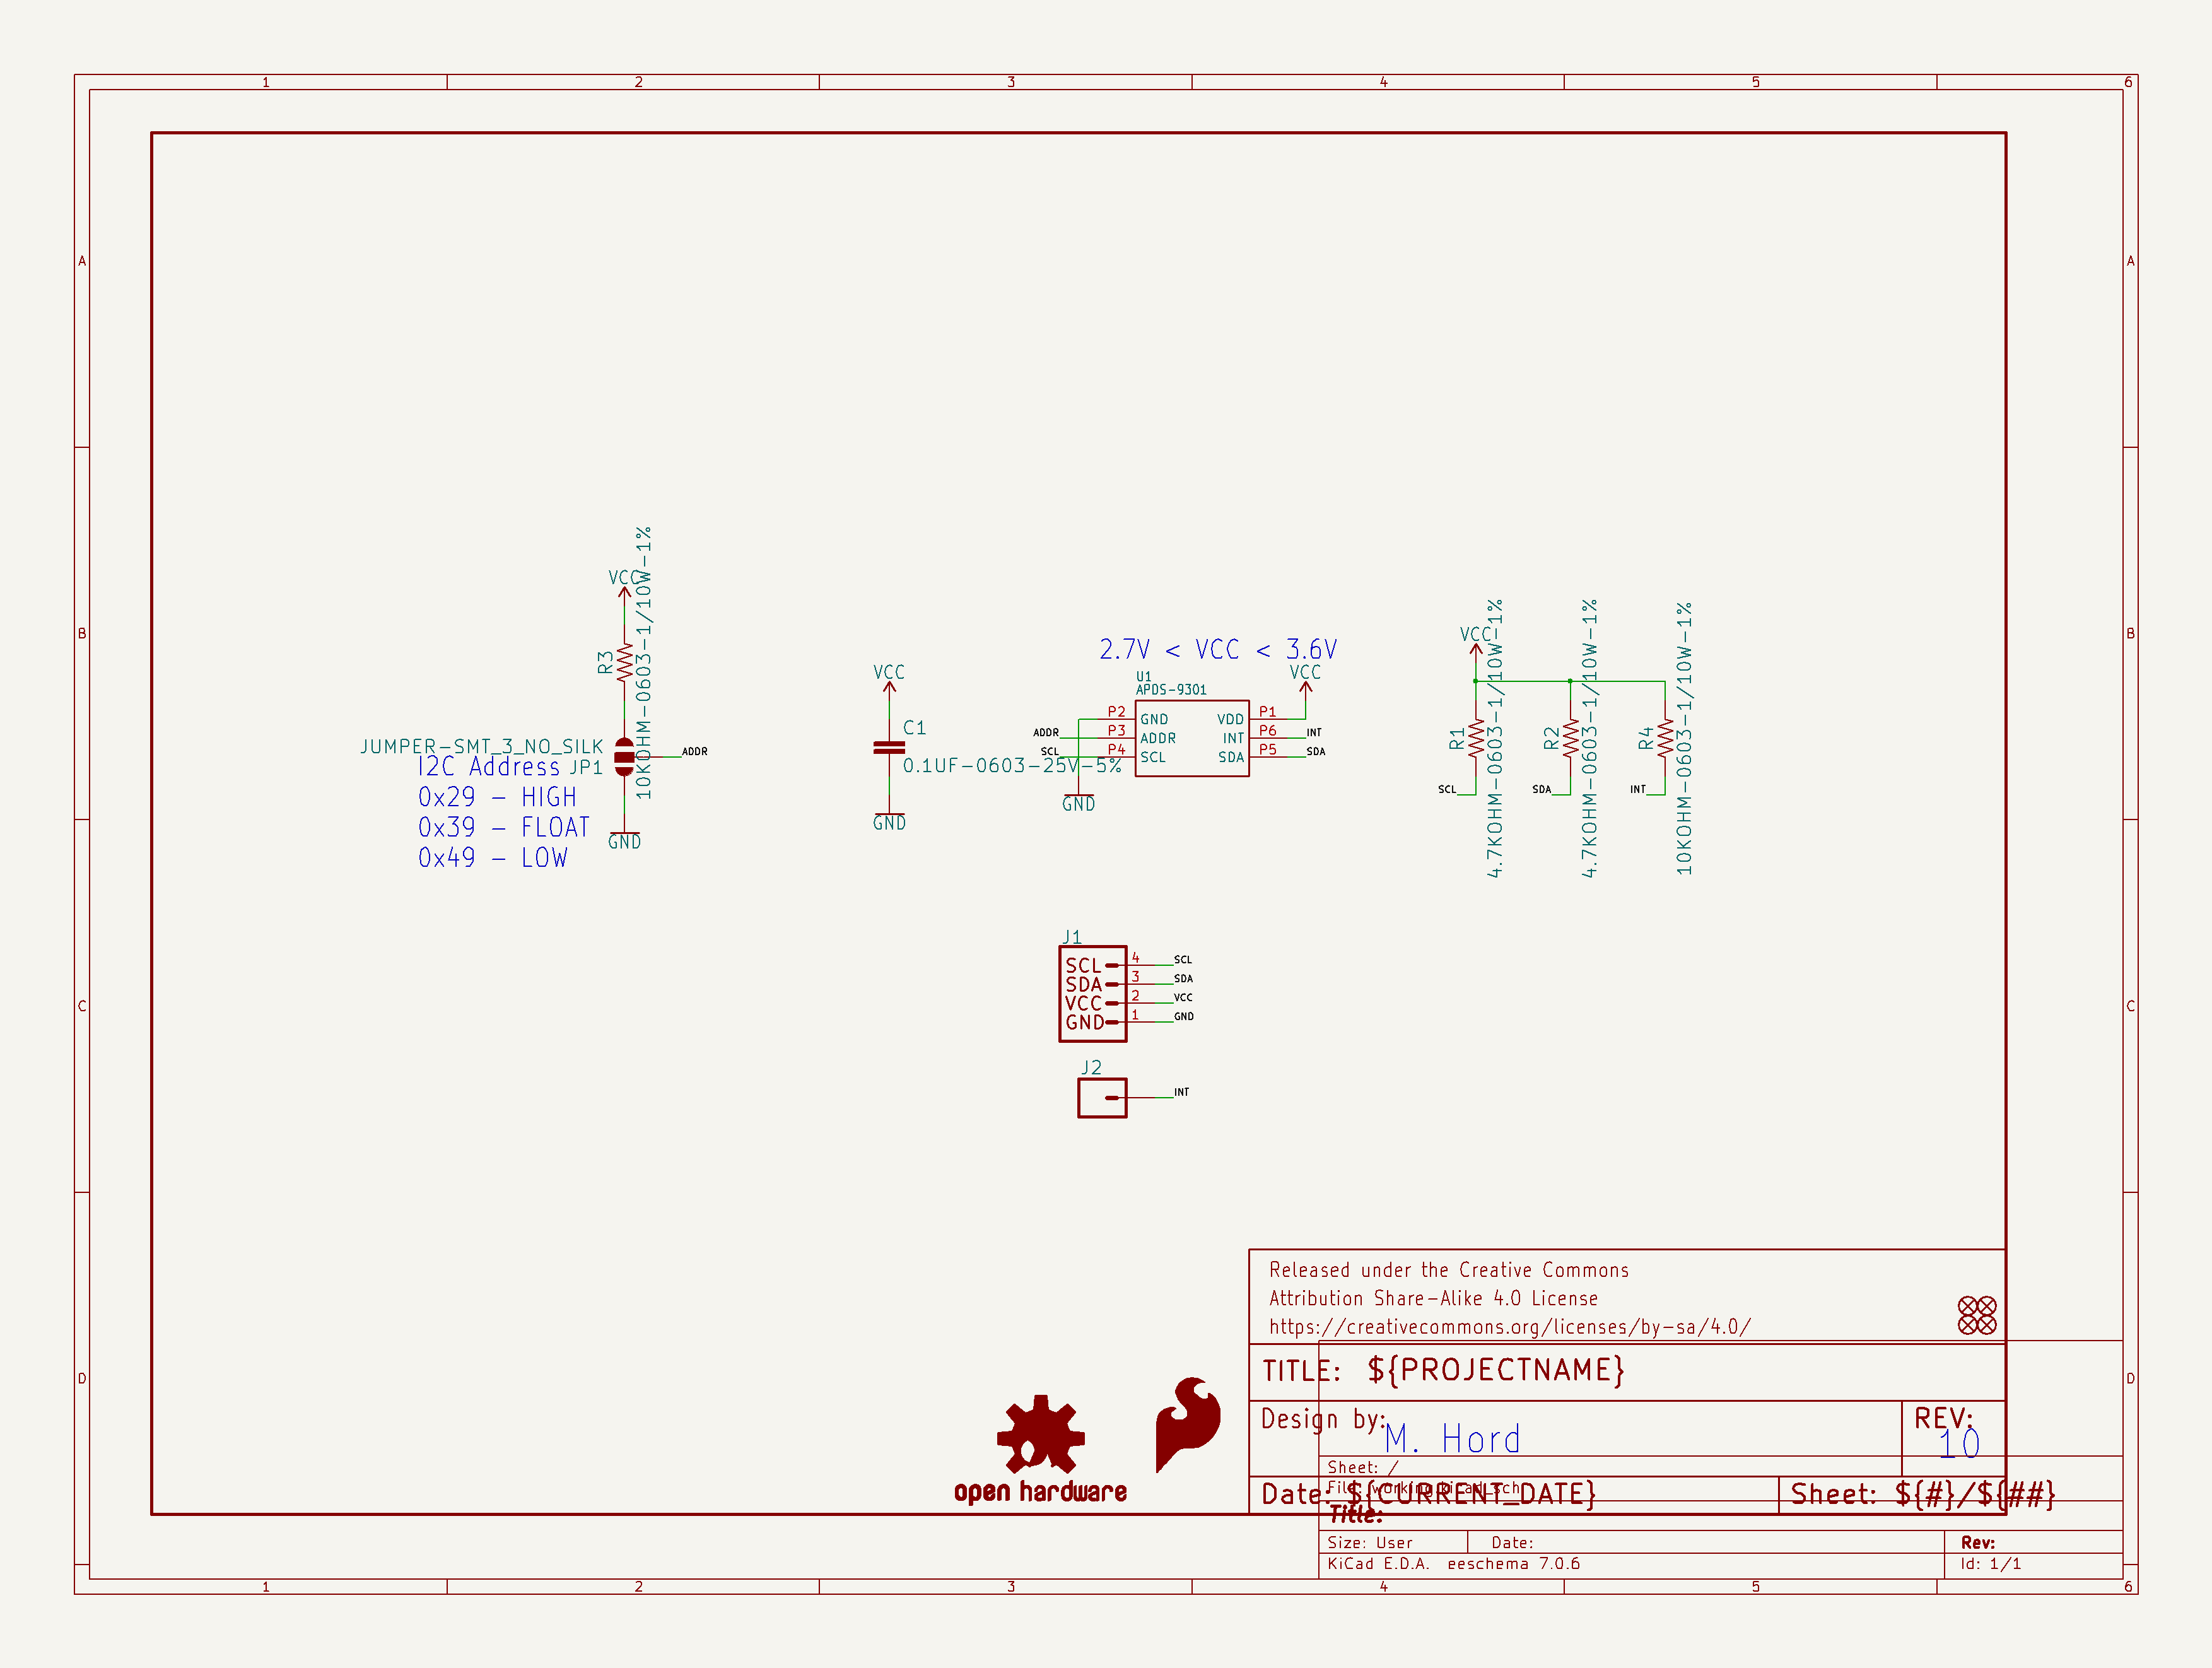 1 2 3 4 5 6
A A
B B
C C
D D
VCC
R3
10KOHM-0603-1/10W-1%
JUMPER-SMT_3_NO_SILK
JP1
ADDR
GND
I2C Address
0x29 - HIGH
0x39 - FLOAT
0x49 - LOW
VCC
C1
0.1UF-0603-25V-5%
GND
2.7V < VCC < 3.6V
U1
APDS-9301
VCC
P2 GND VDD P1
ADDR P3 ADDR INT P6 INT
SCL P4 SCL SDA P5 SDA
GND
VCC
R1
4.7KOHM-0603-1/10W-1%
R2
4.7KOHM-0603-1/10W-1%
R4
10KOHM-0603-1/10W-1%
SCL SDA INT
J1
SCL 4 SCL
SDA 3 SDA
VCC 2 VCC
GND 1 GND
J2
INT
Released under the Creative Commons
Attribution Share-Alike 4.0 License
https://creativecommons.org/licenses/by-sa/4.0/
TITLE: ${PROJECTNAME}
Design by: M. Hord
REV: 10
Date: ${CURRENT_DATE}
Sheet: ${#}/${##}
open hardware
Sheet: /
File: working.kicad_sch
Title:
Size: User Date: Rev:
KiCad E.D.A. eeschema 7.0.6 Id: 1/1
1 2 3 4 5 6